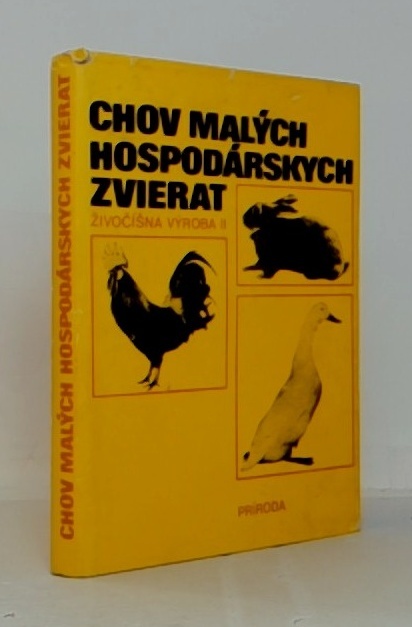 CHOV MALÝCH HOSPODÁRSKYCH ZVIERAT
CHOV MALÝCH
HOSPODÁRSKYCH
ZVIERAT
ŽIVOČÍŠNA VÝROBA II
PRÍRODA